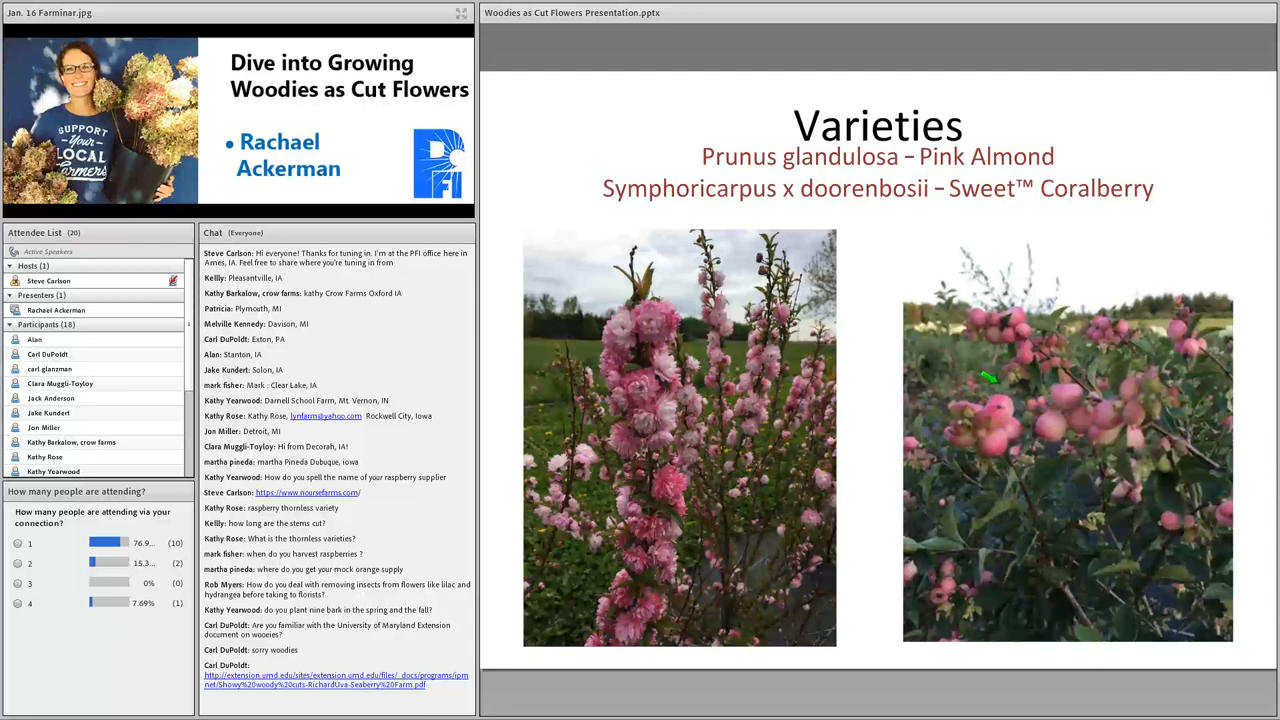 Jan. 16 Farminar.jpg
Dive into Growing
Woodies as Cut Flowers
• Rachael
Ackerman
SUPPORT
Your
LOCAL
Farmers
PFI
Attendee List (20)
Active Speakers
Hosts (1)
Steve Carlson
Presenters (1)
Rachael Ackerman
Participants (18)
Alan
Carl DuPoldt
carl glanzman
Clara Muggli-Toyloy
Jack Anderson
Jake Kundert
Jon Miller
Kathy Barkalow, crow farms
Kathy Rose
Kathy Yearwood
How many people are attending?
How many people are attending via your
connection?
1 76.9... (10)
2 15.3... (2)
3 0% (0)
4 7.69% (1)
Chat (Everyone)
Steve Carlson: Hi everyone! Thanks for tuning in. I'm at the PFI office here in
Ames, IA. Feel free to share where you're tuning in from
Kellly: Pleasantville, IA
Kathy Barkalow, crow farms: kathy Crow Farms Oxford IA
Patricia: Plymouth, MI
Melville Kennedy: Davison, MI
Carl DuPoldt: Exton, PA
Alan: Stanton, IA
Jake Kundert: Solon, IA
mark fisher: Mark : Clear Lake, IA
Kathy Yearwood: Darnell School Farm, Mt. Vernon, IN
Kathy Rose: Kathy Rose, lynfarm@yahoo.com Rockwell City, Iowa
Jon Miller: Detroit, MI
Clara Muggli-Toyloy: Hi from Decorah, IA!
martha pineda: martha Pineda Dubuque, iowa
Kathy Yearwood: How do you spell the name of your raspberry supplier
Steve Carlson: https://www.noursefarms.com/
Kathy Rose: raspberry thornless variety
Kellly: how long are the stems cut?
Kathy Rose: What is the thornless varieties?
mark fisher: when do you harvest raspberries ?
martha pineda: where do you get your mock orange supply
Rob Myers: How do you deal with removing insects from flowers like lilac and
hydrangea before taking to florists?
Kathy Yearwood: do you plant nine bark in the spring and the fall?
Carl DuPoldt: Are you familiar with the University of Maryland Extension
document on wooeies?
Carl DuPoldt: sorry woodies
Carl DuPoldt:
http://extension.umd.edu/sites/extension.umd.edu/files/_docs/programs/ipm
net/Showy%20woody%20cuts-RichardUva-Seaberry%20Farm.pdf
Woodies as Cut Flowers Presentation.pptx
Varieties
Prunus glandulosa – Pink Almond
Symphoricarpus x doorenbosii – Sweet™ Coralberry